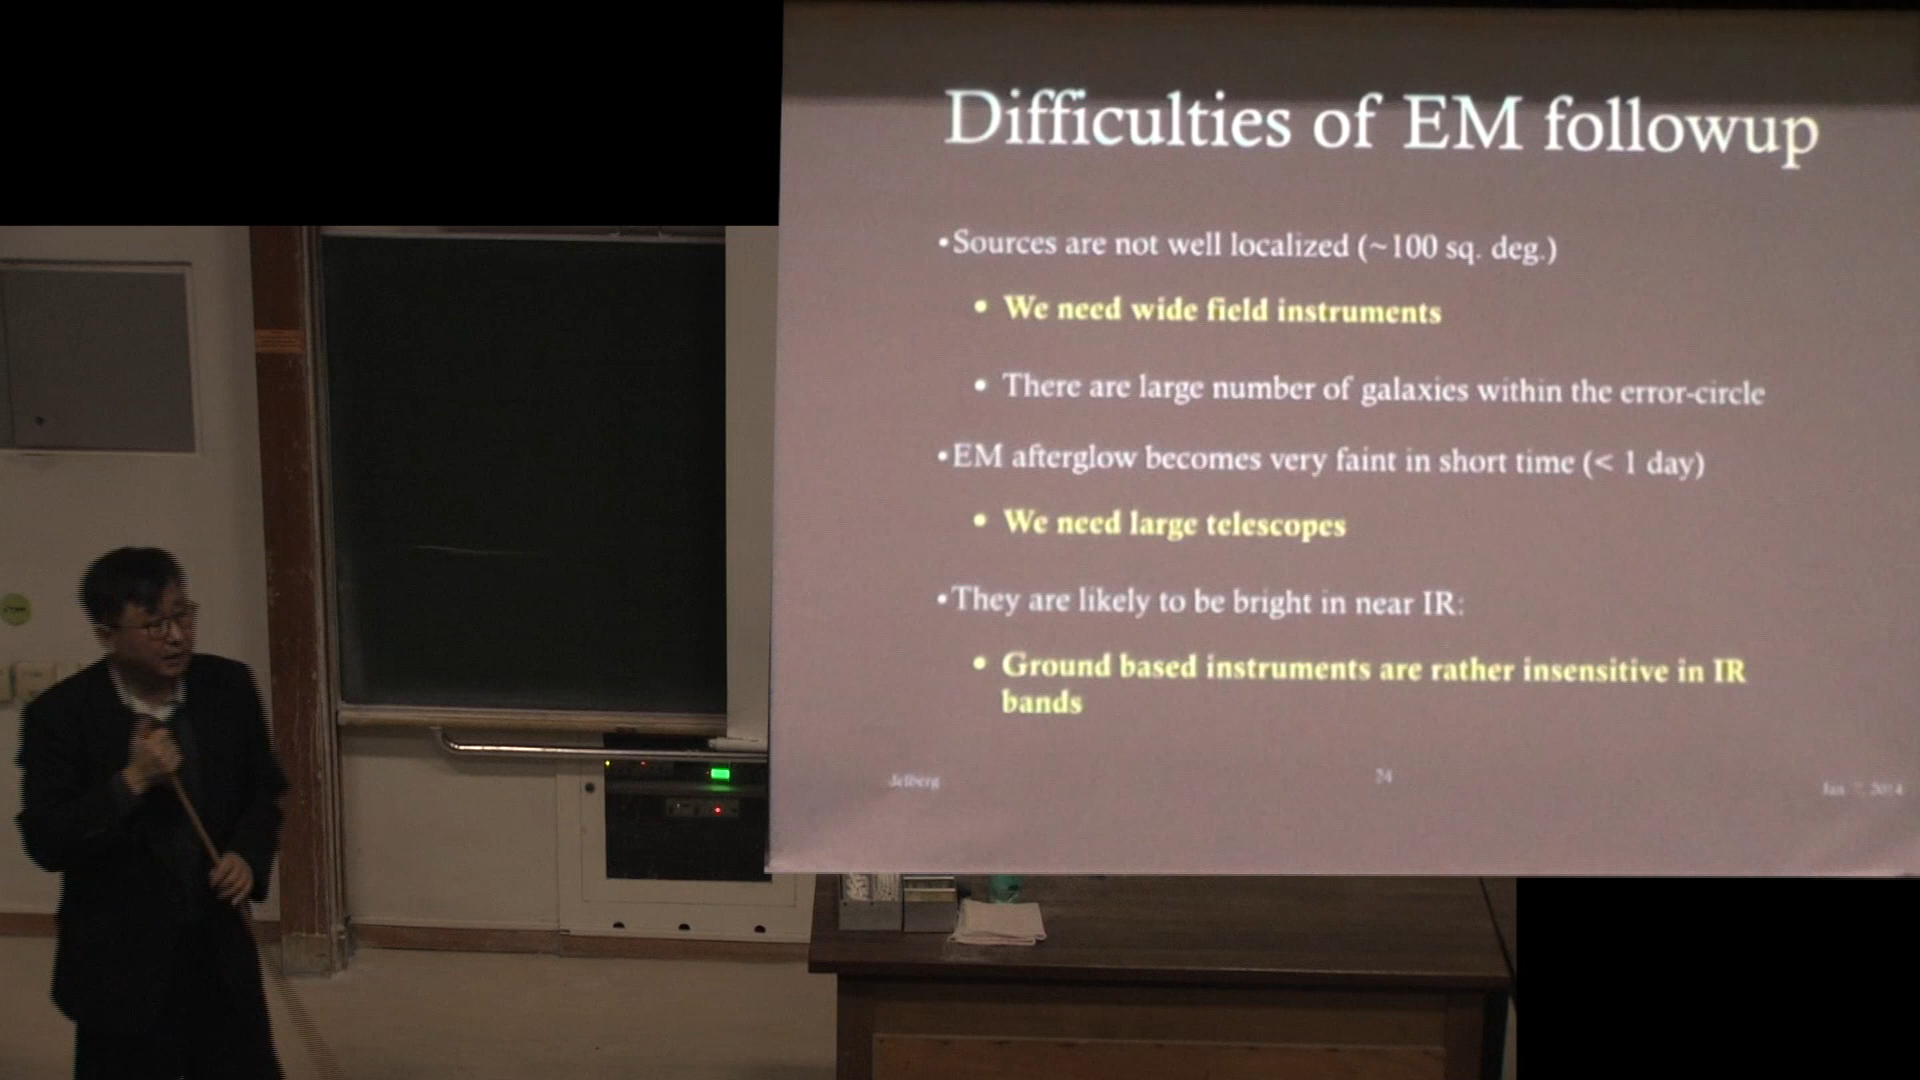 Difficulties of EM followup
•Sources are not well localized (~100 sq. deg.)
• We need wide field instruments
• There are large number of galaxies within the error-circle
•EM afterglow becomes very faint in short time (< 1 day)
• We need large telescopes
•They are likely to be bright in near IR:
• Ground based instruments are rather insensitive in IR
bands
24
2014